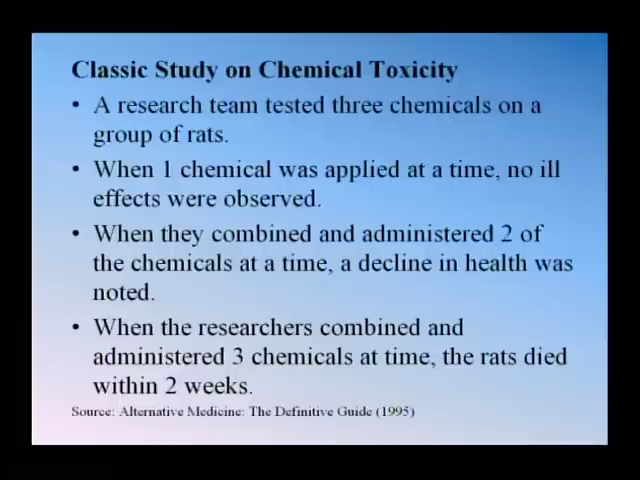 Classic Study on Chemical Toxicity
• A research team tested three chemicals on a
group of rats.
• When 1 chemical was applied at a time, no ill
effects were observed.
• When they combined and administered 2 of
the chemicals at a time, a decline in health was
noted.
• When the researchers combined and
administered 3 chemicals at time, the rats died
within 2 weeks.
Source: Alternative Medicine: The Definitive Guide (1995)